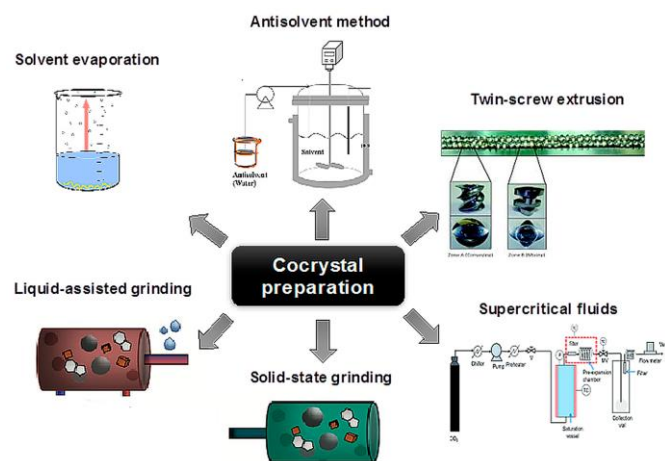 Antisolvent method
Solvent evaporation
Twin-screw extrusion
Solvent
Antisolvent
(Water)
Cocrystal
preparation
Liquid-assisted grinding
Solid-state grinding
Supercritical fluids
Chiller
Pump
Preheater
Filter
Pre-expansion
chamber
Saturation
vessel
Collection
vial
Filter
Flow meter
CO₂